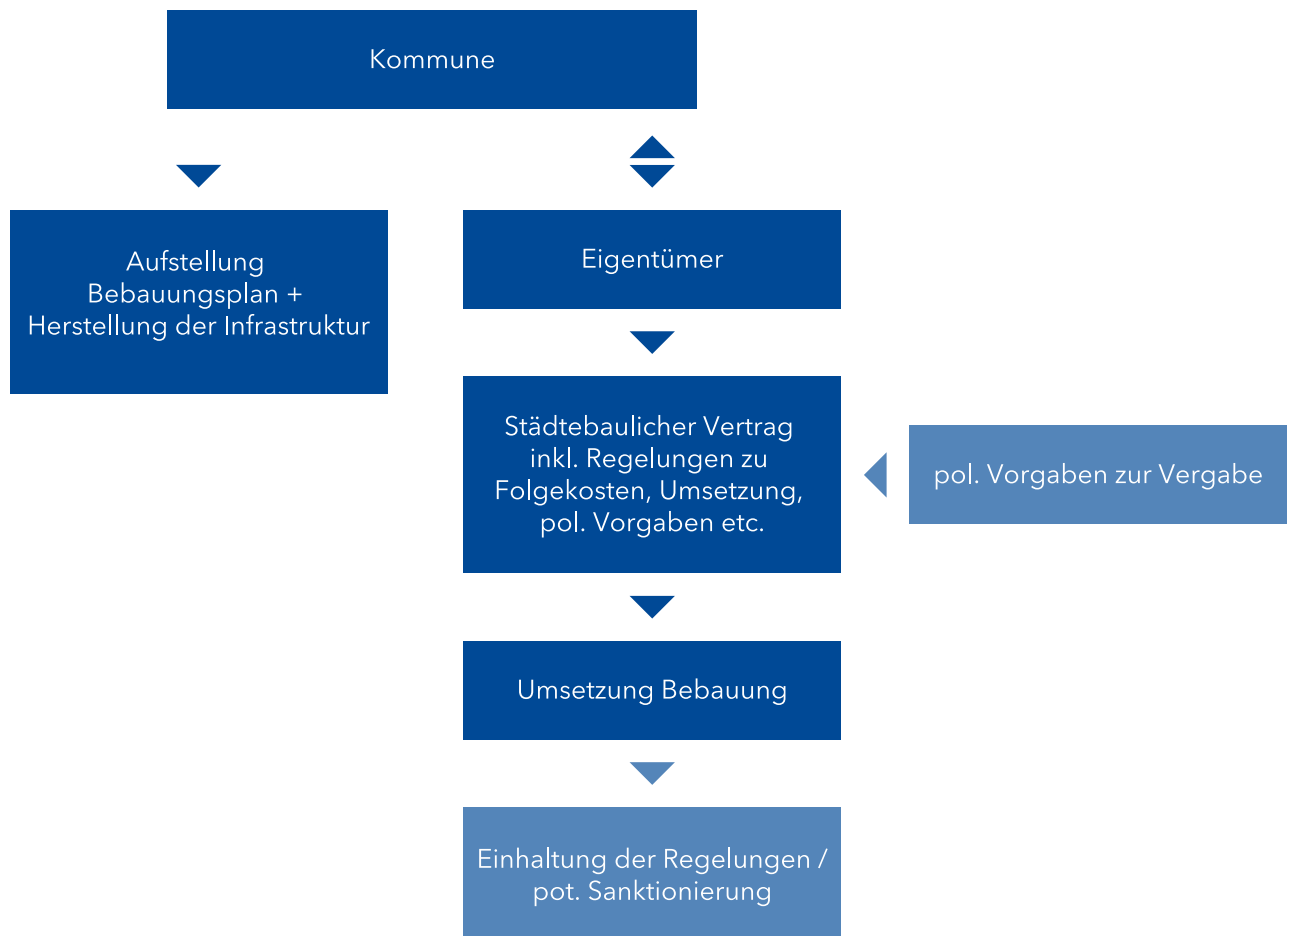 Kommune
Aufstellung
Bebauungsplan +
Herstellung der Infrastruktur
Eigentümer
Städtebaulicher Vertrag
inkl. Regelungen zu
Folgekosten, Umsetzung,
pol. Vorgaben etc.
pol. Vorgaben zur Vergabe
Umsetzung Bebauung
Einhaltung der Regelungen /
pot. Sanktionierung